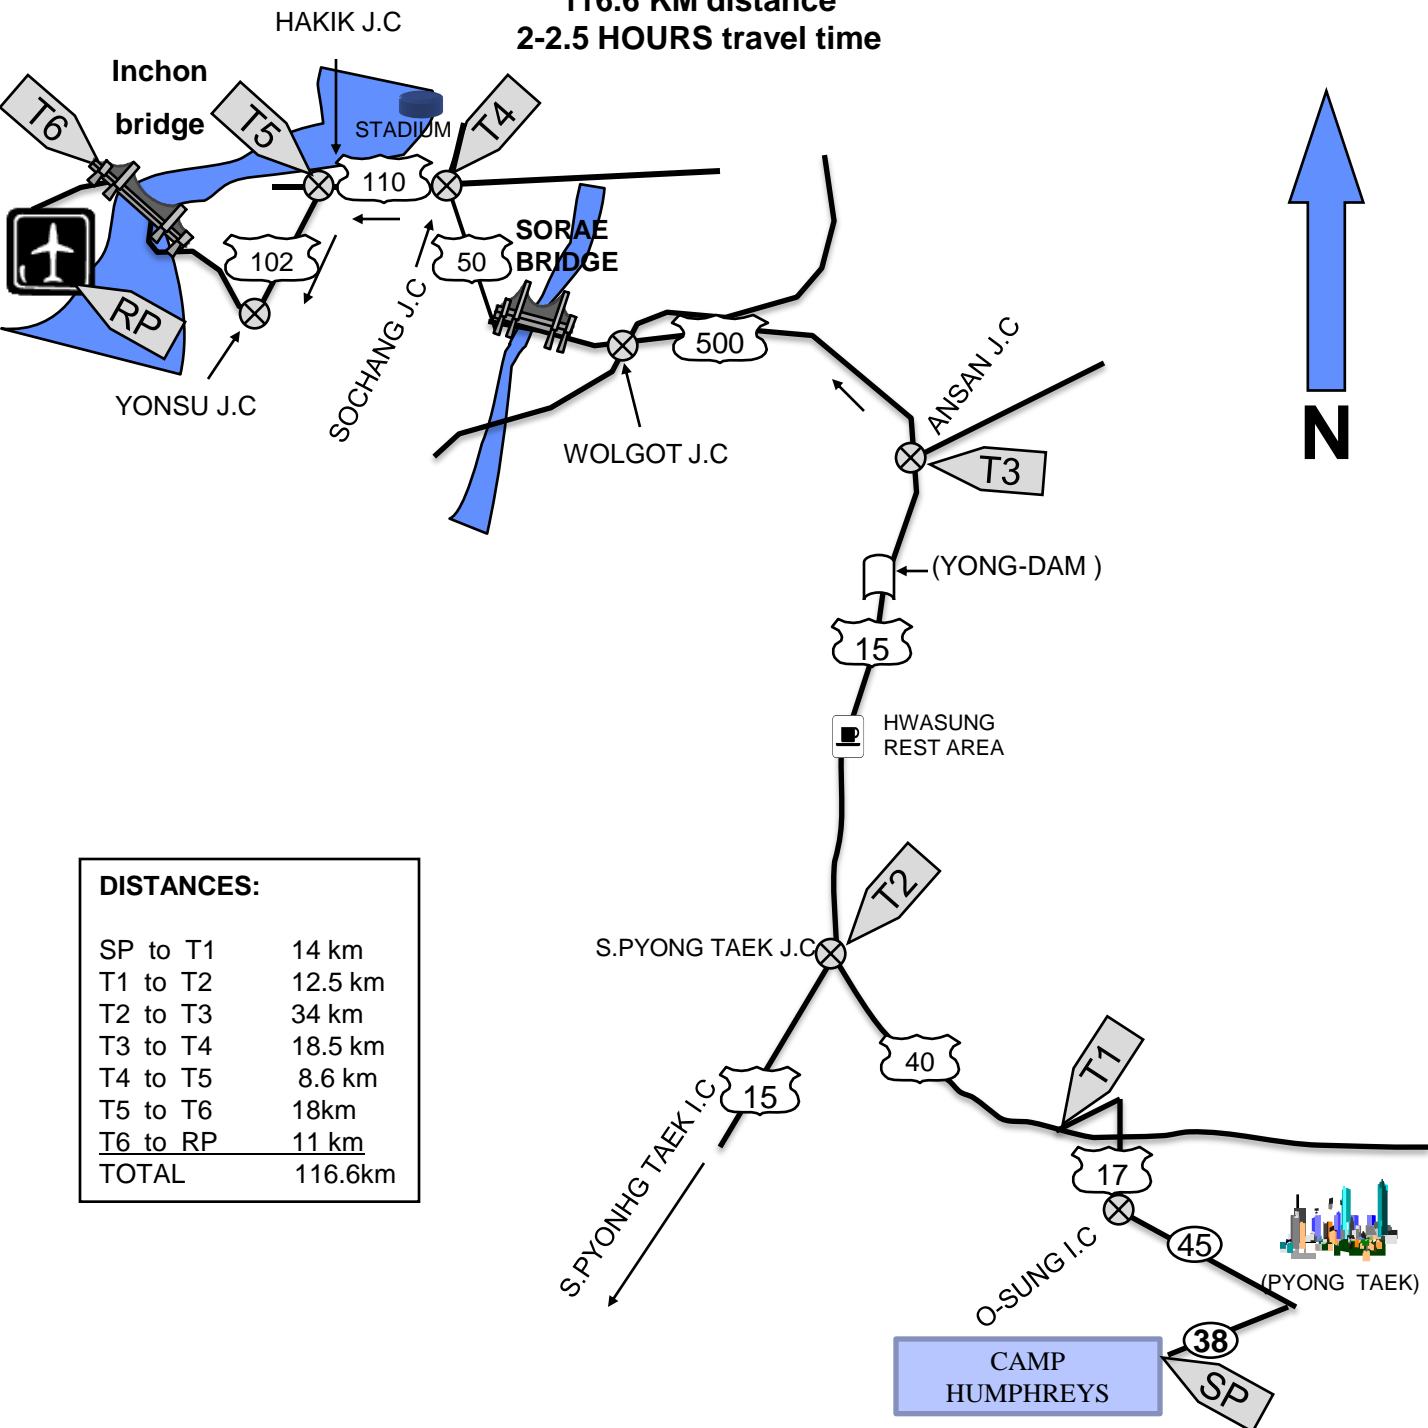 116.6 KM distance
2-2.5 HOURS travel time
HAKIK J.C
Inchon
bridge
T6
T5
STADIUM
T4
110
102
50
SORAE
BRIDGE
RP
YONSU J.C
SOCHANG J.C
500
WOLGOT J.C
ANSAN J.C
T3
N
(YONG-DAM )
15
HWASUNG
REST AREA
T2
S.PYONG TAEK J.C
DISTANCES:
SP to T1 14 km
T1 to T2 12.5 km
T2 to T3 34 km
T3 to T4 18.5 km
T4 to T5 8.6 km
T5 to T6 18km
T6 to RP 11 km
TOTAL 116.6km
40
T1
15
S.PYONHG TAEK I.C
17
O-SUNG I.C
45
(PYONG TAEK)
38
CAMP
HUMPHREYS
SP